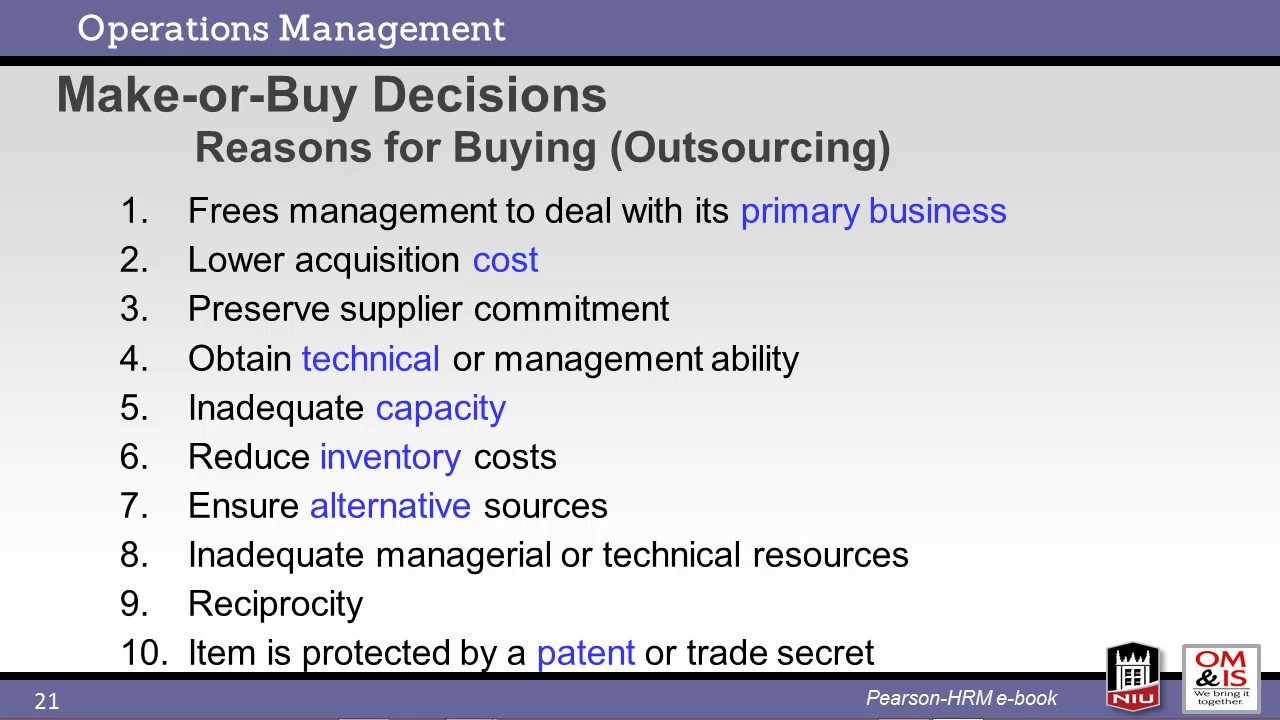 Operations Management
Make-or-Buy Decisions
Reasons for Buying (Outsourcing)
1. Frees management to deal with its primary business
2. Lower acquisition cost
3. Preserve supplier commitment
4. Obtain technical or management ability
5. Inadequate capacity
6. Reduce inventory costs
7. Ensure alternative sources
8. Inadequate managerial or technical resources
9. Reciprocity
10. Item is protected by a patent or trade secret
21
Pearson-HRM e-book
NIU
OM
&IS
We bring it
together.